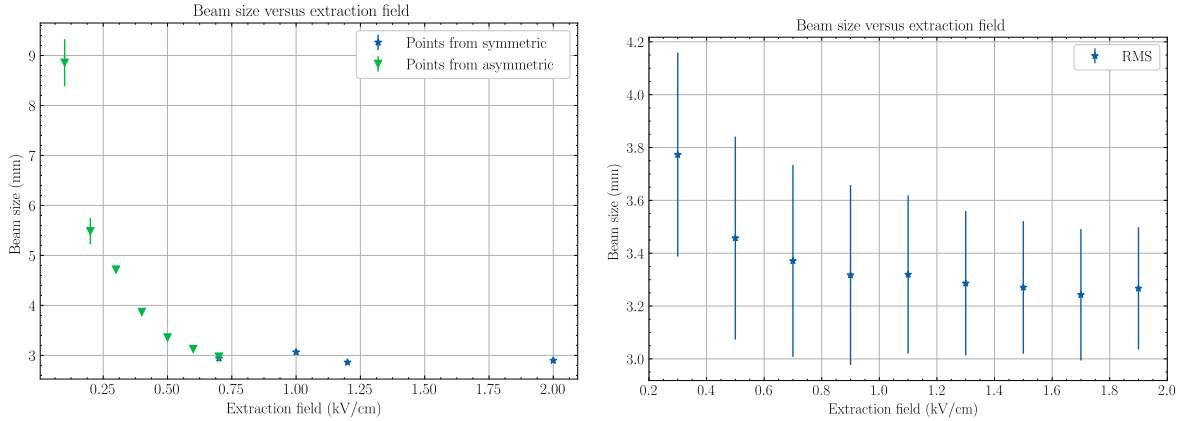 Beam size versus extraction field
Points from symmetric
Points from asymmetric
Beam size (mm)
9
8
7
6
5
4
3
0.25 0.50 0.75 1.00 1.25 1.50 1.75 2.00
Extraction field (kV/cm)
Beam size versus extraction field
RMS
Beam size (mm)
4.2
4.0
3.8
3.6
3.4
3.2
3.0
0.2 0.4 0.6 0.8 1.0 1.2 1.4 1.6 1.8 2.0
Extraction field (kV/cm)